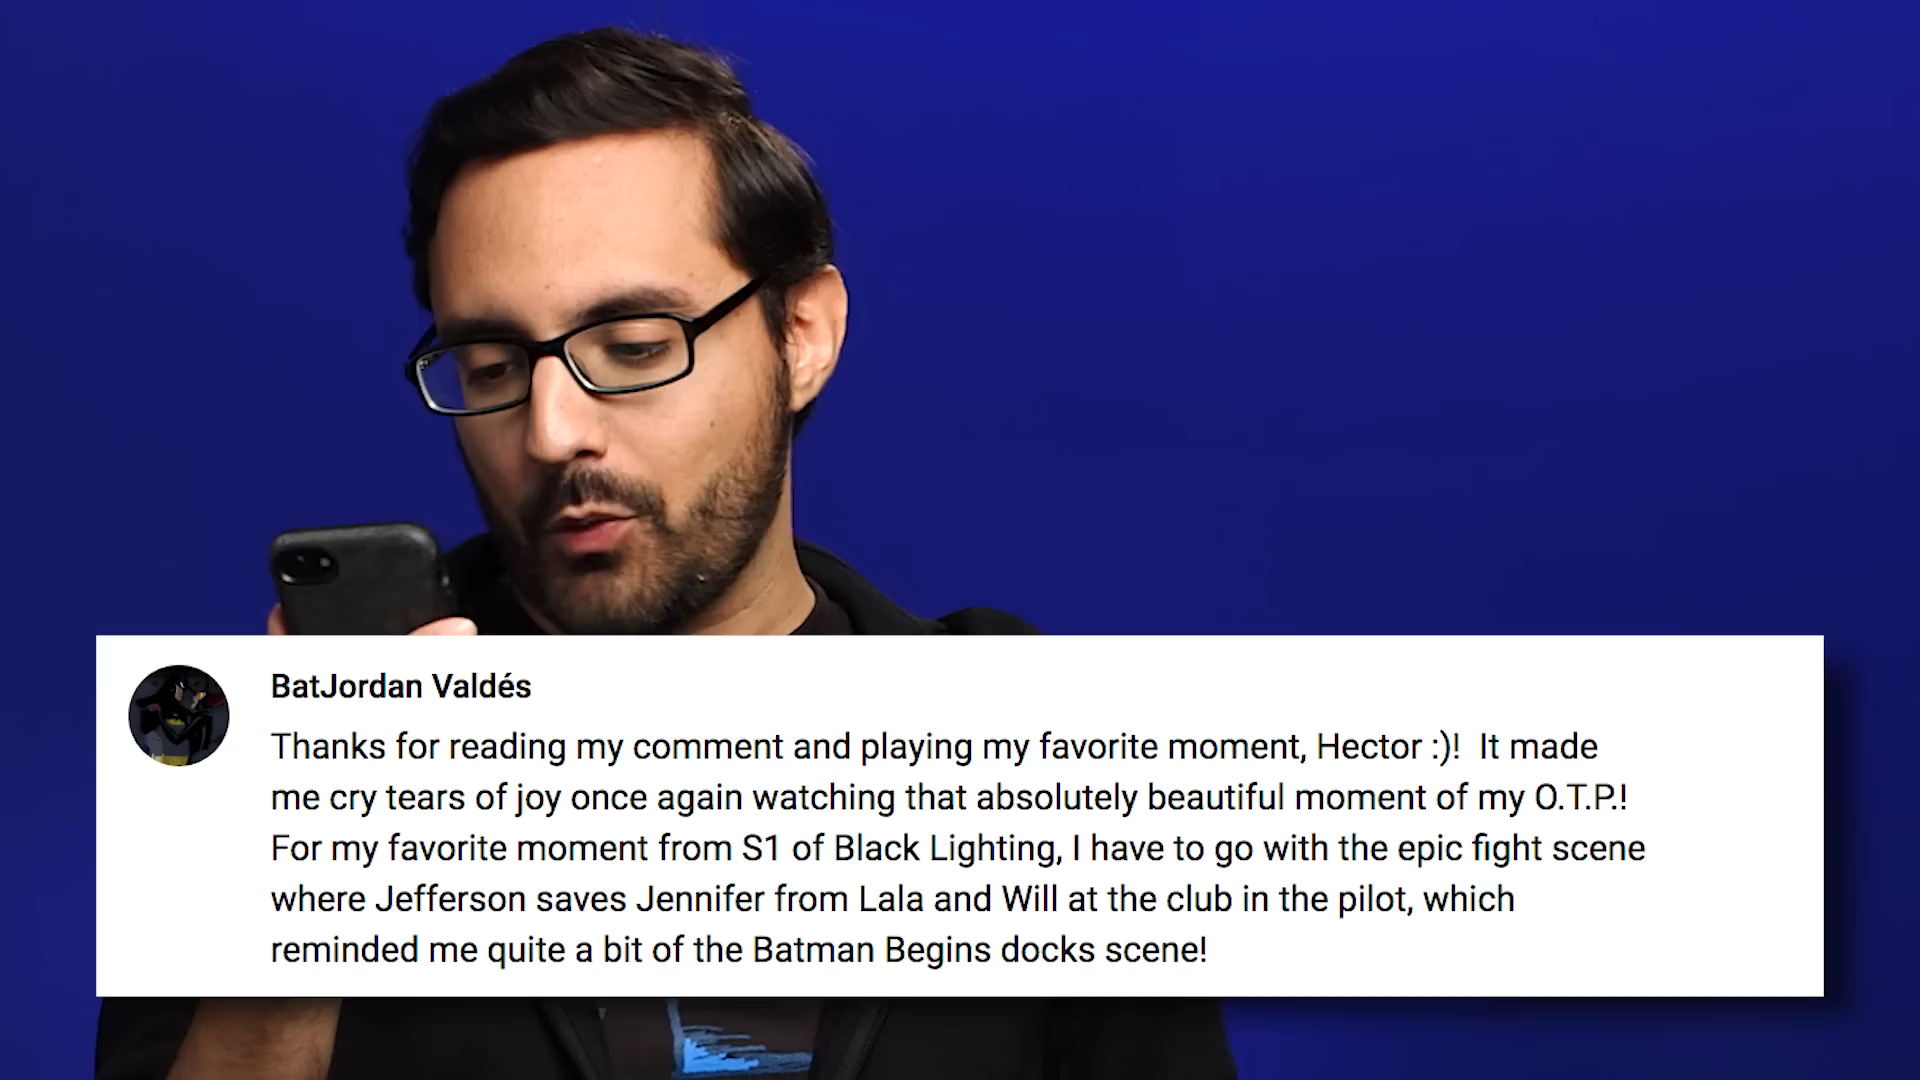 BatJordan Valdés
Thanks for reading my comment and playing my favorite moment, Hector :)!  It made
me cry tears of joy once again watching that absolutely beautiful moment of my O.T.P.!
For my favorite moment from S1 of Black Lighting, I have to go with the epic fight scene
where Jefferson saves Jennifer from Lala and Will at the club in the pilot, which
reminded me quite a bit of the Batman Begins docks scene!